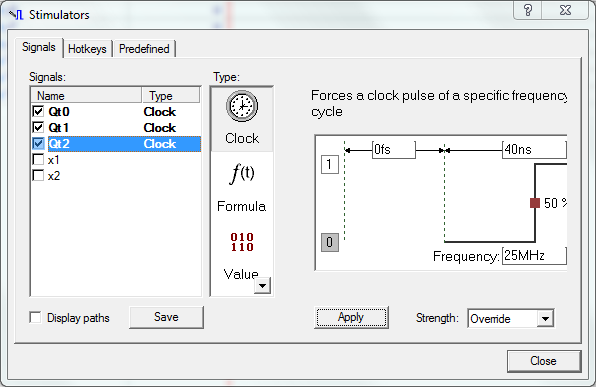 Stimulators
Signals Hotkeys Predefined
Signals:
Name Type
Qt0 Clock
Qt1 Clock
Qt2 Clock
x1
x2
Type:
Clock
f(t)
Formula
010
110
Value
Forces a clock pulse of a specific frequency
cycle
0fs 40ns
1
50 %
0
Frequency: 25MHz
Display paths Save Apply Strength: Override
Close